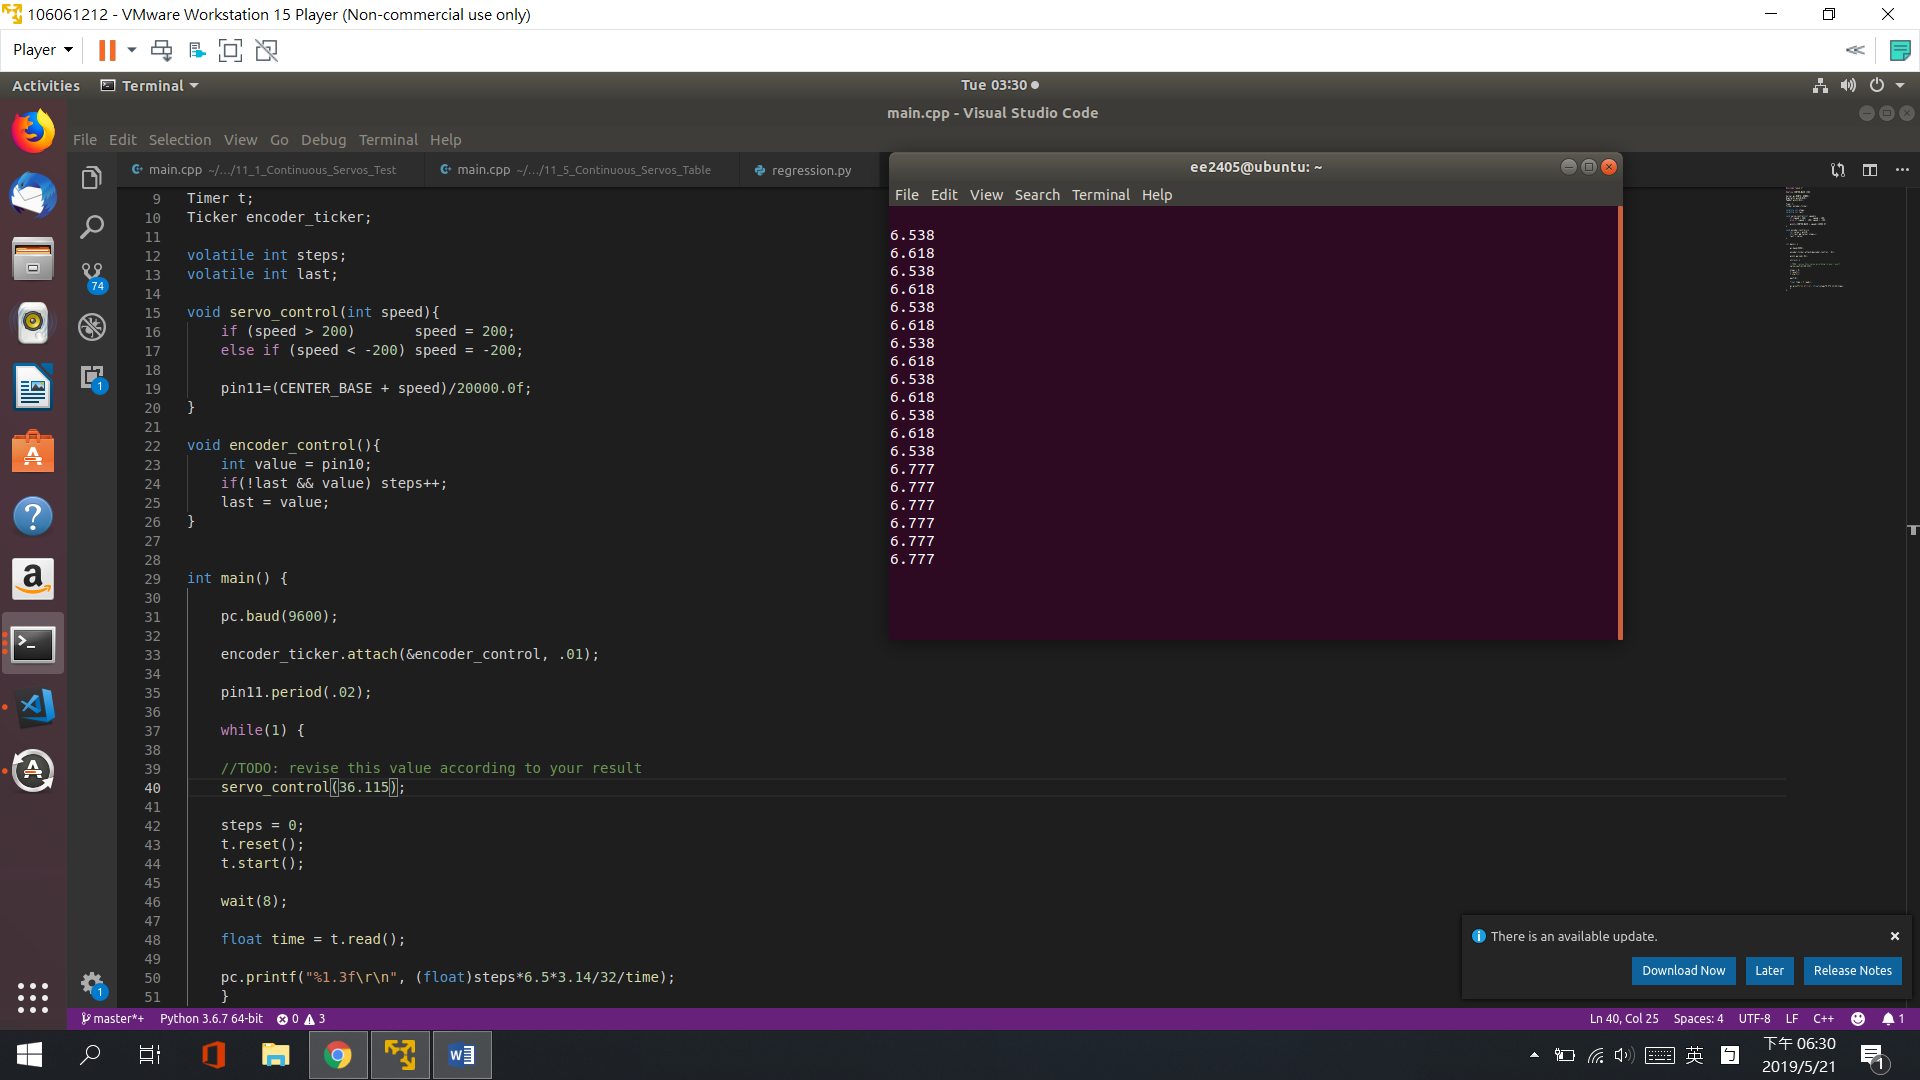 106061212 - VMware Workstation 15 Player (Non-commercial use only)
Player
Activities Terminal Tue 03:30
main.cpp - Visual Studio Code
File Edit Selection View Go Debug Terminal Help
main.cpp ~/.../11_1_Continuous_Servos_Test main.cpp ~/.../11_5_Continuous_Servos_Table regression.py
9 Timer t;
10 Ticker encoder_ticker;
11
12 volatile int steps;
13 volatile int last;
14
15 void servo_control(int speed){
16 if (speed > 200) speed = 200;
17 else if (speed < -200) speed = -200;
18
19 pin11=(CENTER_BASE + speed)/20000.0f;
20 }
21
22 void encoder_control(){
23 int value = pin10;
24 if(!last && value) steps++;
25 last = value;
26 }
27
28
29 int main() {
30
31 pc.baud(9600);
32
33 encoder_ticker.attach(&encoder_control, .01);
34
35 pin11.period(.02);
36
37 while(1) {
38
39 //TODO: revise this value according to your result
40 servo_control(36.115);
41
42 steps = 0;
43 t.reset();
44 t.start();
45
46 wait(8);
47
48 float time = t.read();
49
50 pc.printf("%1.3f\r\n", (float)steps*6.5*3.14/32/time);
51 }
74
1
1
ee2405@ubuntu: ~
File Edit View Search Terminal Help
6.538
6.618
6.538
6.618
6.538
6.618
6.538
6.618
6.538
6.618
6.538
6.618
6.538
6.777
6.777
6.777
6.777
6.777
6.777
There is an available update.
Download Now Later Release Notes
master*+ Python 3.6.7 64-bit 0 3 Ln 40, Col 25 Spaces: 4 UTF-8 LF C++ 1
英 下午 06:30
2019/5/21
1